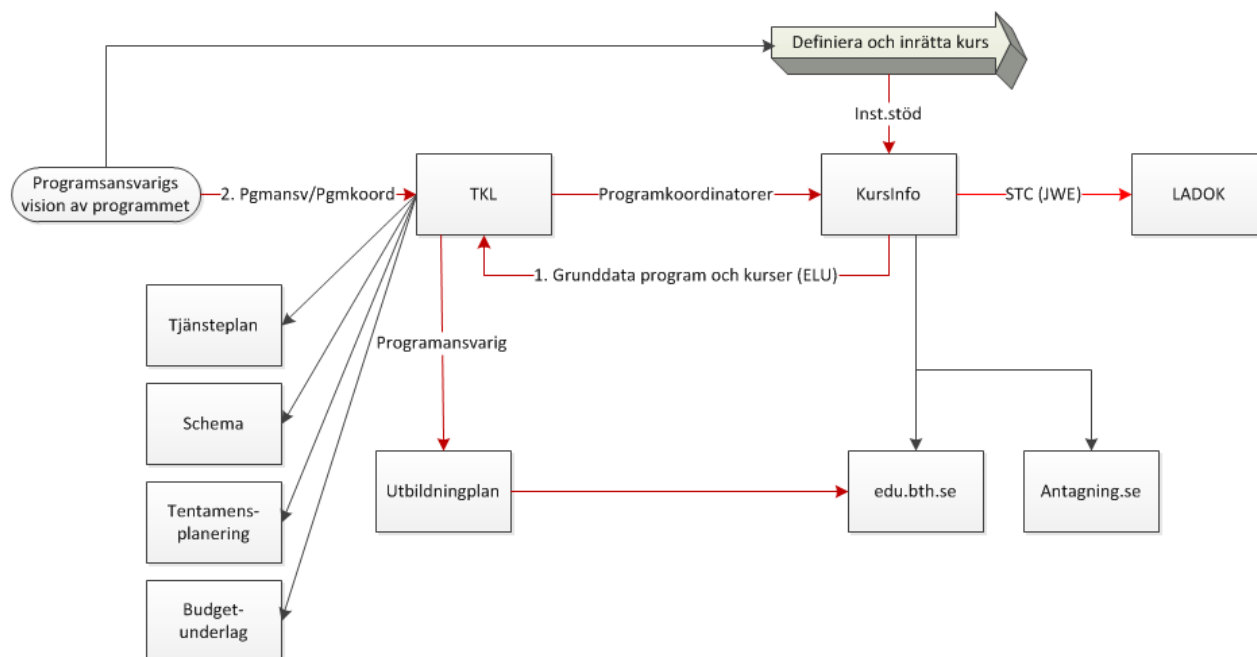 Definiera och inrätta kurs
Inst.stöd
Programsansvarigs
vision av programmet
2. Pgmansv/Pgmkoord
TKL
Programkoordinatorer
KursInfo
STC (JWE)
LADOK
1. Grunddata program och kurser (ELU)
Tjänsteplan
Programansvarig
Schema
Utbildningplan
edu.bth.se
Antagning.se
Tentamens-
planering
Budget-
underlag